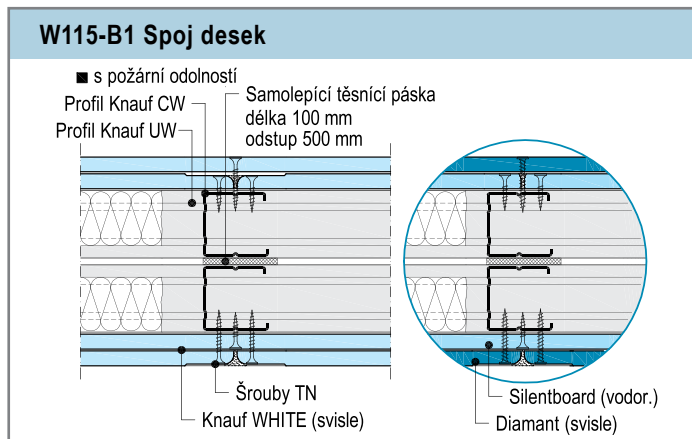 W115-B1 Spoj desek
■ s požární odolností
Profil Knauf CW
Profil Knauf UW
Samolepící těsnící páska
délka 100 mm
odstup 500 mm
Šrouby TN
Knauf WHITE (svisle)
Silentboard (vodor.)
Diamant (svisle)